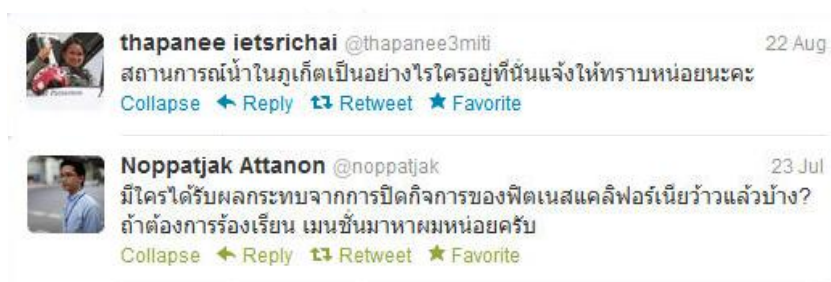 thapanee ietsrichai @thapanee3miti 22 Aug
สถานการณ์น้ำในภูเก็ตเป็นอย่างไรใครอยู่ที่นั่นแจ้งให้ทราบหน่อยนะคะ
Collapse Reply Retweet Favorite
Noppatjak Attanon @noppatjak 23 Jul
มีใครได้รับผลกระทบจากการปิดกิจการของฟิตเนสแคลิฟอร์เนียว้าวแล้วบ้าง?
ถ้าต้องการร้องเรียน เมนชั่นมาหาผมหน่อยครับ
Collapse Reply Retweet Favorite